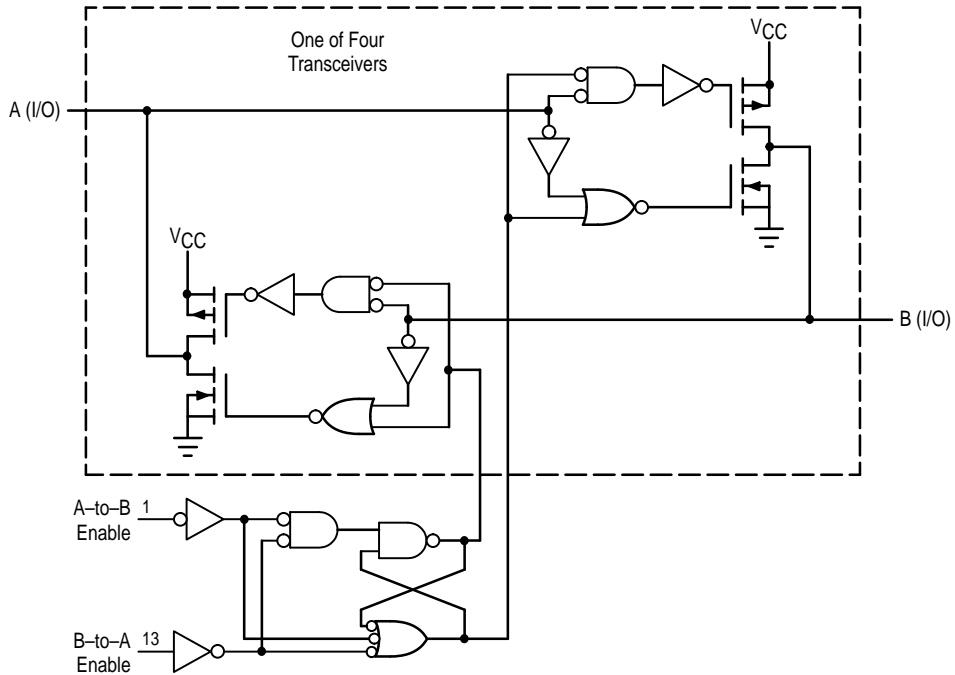 One of Four
Transceivers
VCC
A (I/O)
VCC
B (I/O)
A–to–B 1
Enable
B–to–A 13
Enable